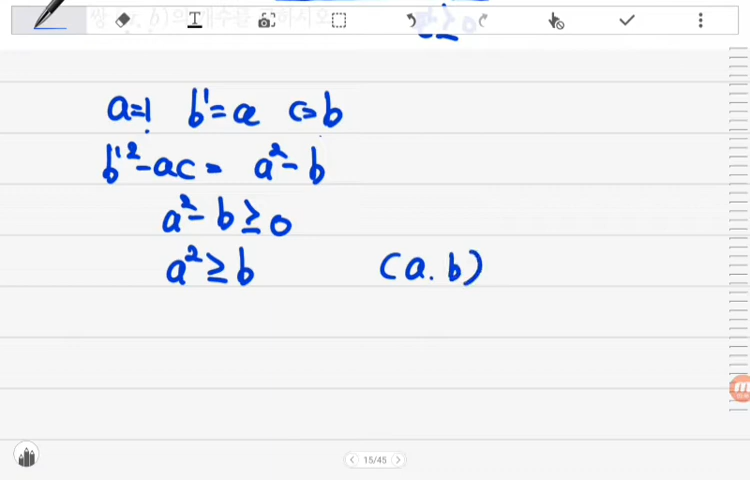 a=1 b'=a c=b
b'²-ac = a²-b
a²-b≥0
a²≥b (a.b)
15/45